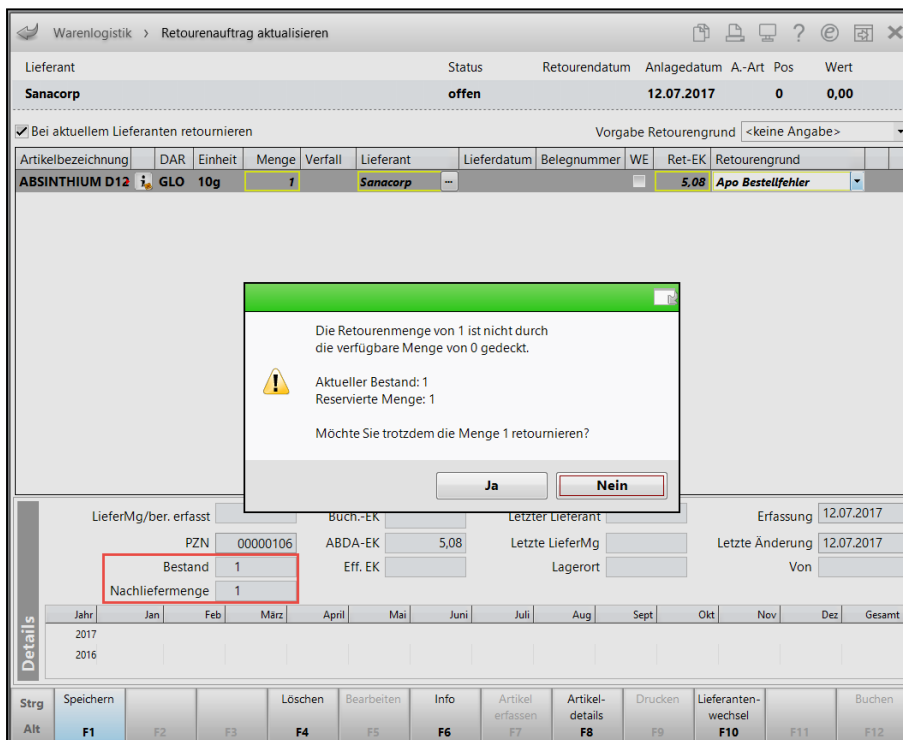 Warenlogistik > Retourenauftrag aktualisieren ?
Lieferant Status Retourendatum Anlagedatum A.-Art Pos Wert
Sanacorp offen 12.07.2017 0 0,00
Bei aktuellem Lieferanten retournieren Vorgabe Retourengrund <keine Angabe>
Artikelbezeichnung DAR Einheit Menge Verfall Lieferant Lieferdatum Belegnummer WE Ret-EK Retourengrund
ABSINTHIUM D12 i GLO 10g 1 Sanacorp ... 5,08 Apo Bestellfehler
Die Retourenmenge von 1 ist nicht durch
die verfügbare Menge von 0 gedeckt.
Aktueller Bestand: 1
Reservierte Menge: 1
Möchte Sie trotzdem die Menge 1 retournieren?
Ja Nein
LieferMg/ber. erfasst Buch.-EK Letzter Lieferant Erfassung 12.07.2017
PZN 00000106 ABDA-EK 5,08 Letzte LieferMg Letzte Änderung 12.07.2017
Bestand 1 Eff. EK Lagerort Von
Nachliefermenge 1
Details
Jahr Jan Feb März April Mai Juni Juli Aug Sept Okt Nov Dez Gesamt
2017
2016
Strg Speichern Löschen Bearbeiten Info Artikel Artikel- Drucken Lieferanten- Buchen
erfassen details wechsel
Alt F1 F2 F3 F4 F5 F6 F7 F8 F9 F10 F11 F12